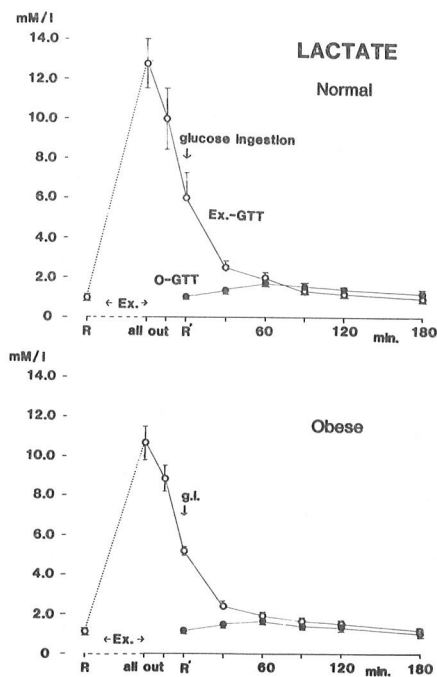 mM/l
LACTATE
Normal
14.0
12.0
10.0
8.0
6.0
4.0
2.0
0
glucose ingestion
↓
Ex.-GTT
O-GTT
← Ex. →
R all out R' 60 120 180
min.
mM/l
Obese
14.0
12.0
10.0
8.0
6.0
4.0
2.0
0
g.l.
↓
←Ex. →
R all out R' 60 120 180
min.